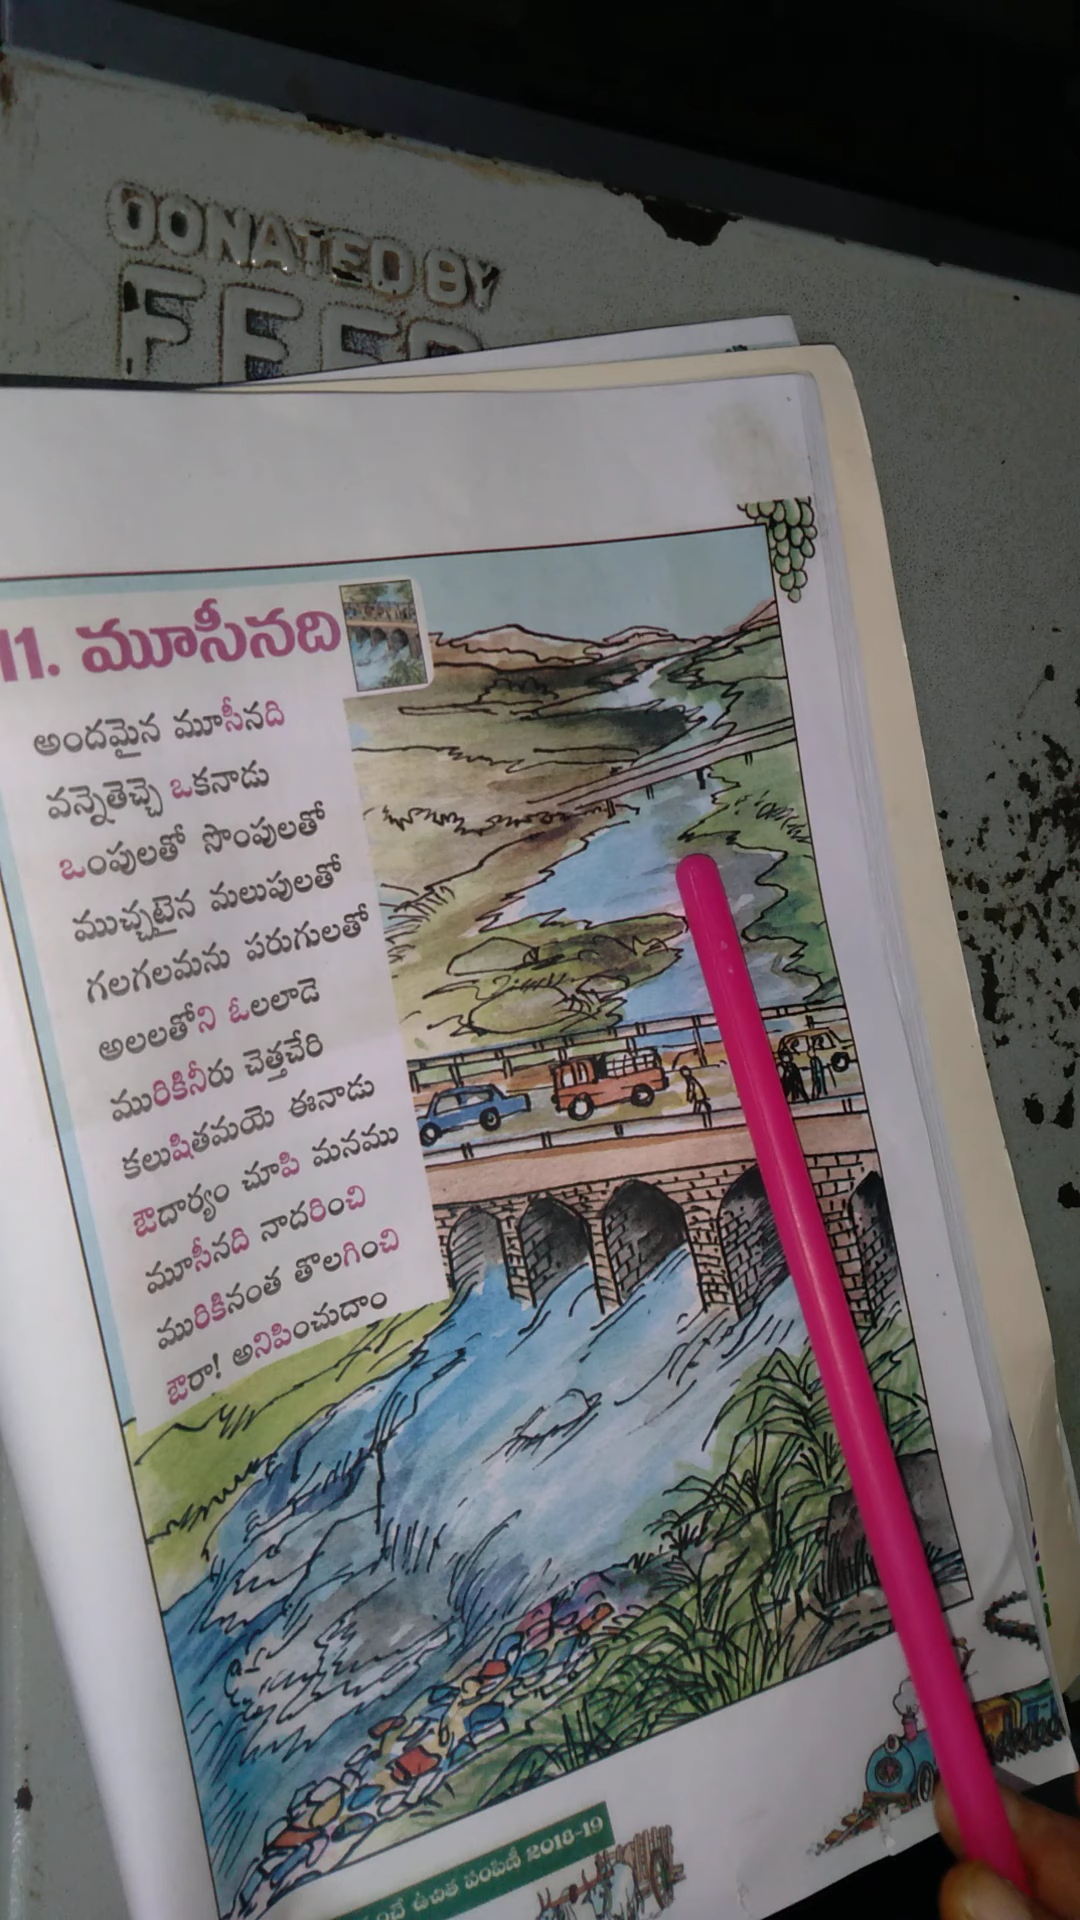 DONATED BY
11. మూసీనది
అందమైన మూసీనది
వన్నెతెచ్చె ఒకనాడు
ఒంపులతో సొంపులతో
ముచ్చటైన మలుపులతో
గలగలమను పరుగులతో
అలలతోని ఓలలాడె
మురికినీరు చెత్తచేరి
కలుషితమయె ఈనాడు
ఔదార్యం చూపి మనము
మూసీనది నాదరించి
మురికినంత తొలగించి
ఔరా! అనిపించుదాం
ఉచిత పంపిణీ 2018-19